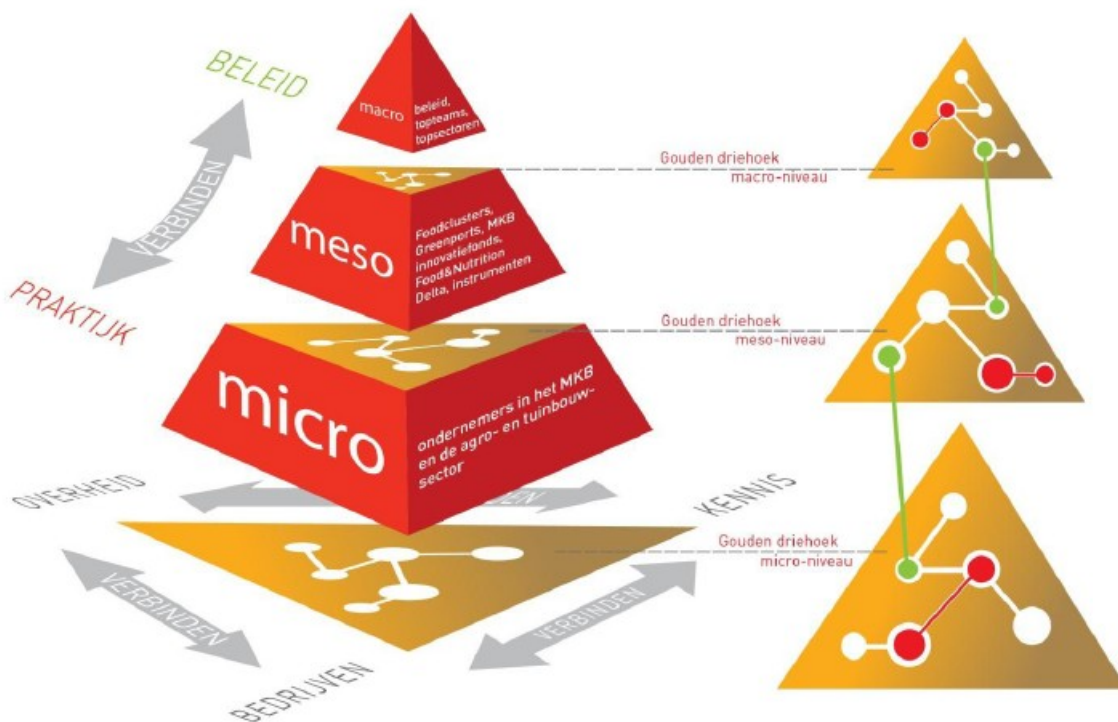 BELEID
VERBINDEN
PRAKTIJK
macro
beleid,
topteams,
topsectoren
meso
Foodclusters,
Greenports, MKB
innovatiefonds,
Food&Nutrition
Delta, instrumenten
micro
ondernemers in het MKB
en de agro- en tuinbouw-
sector
OVERHEID
KENNIS
VERBINDEN
VERBINDEN
BEDRIJVEN
Gouden driehoek
macro-niveau
Gouden driehoek
meso-niveau
Gouden driehoek
micro-niveau